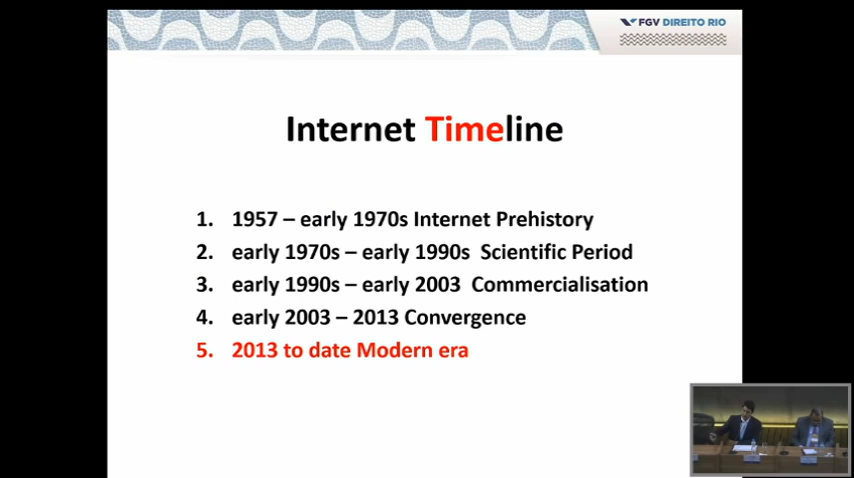 FGV DIREITO RIO
Internet Timeline
1. 1957 – early 1970s Internet Prehistory
2. early 1970s – early 1990s Scientific Period
3. early 1990s – early 2003 Commercialisation
4. early 2003 – 2013 Convergence
5. 2013 to date Modern era